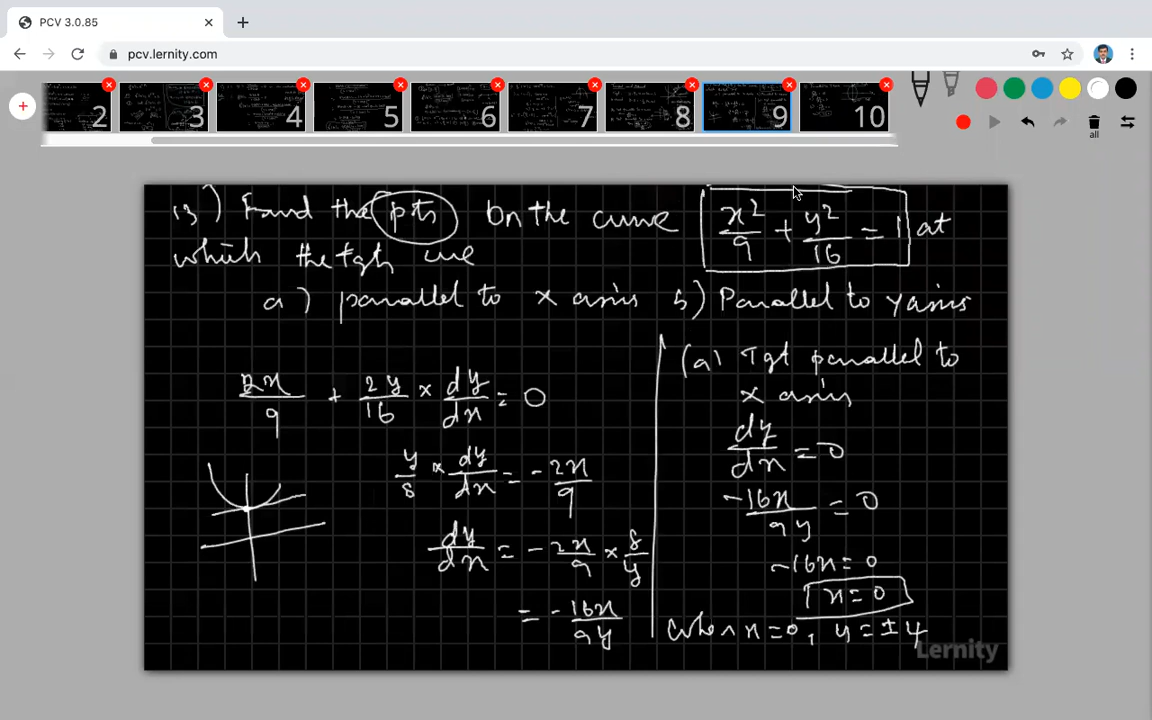 PCV 3.0.85
pcv.lernity.com
2 3 4 5 6 7 8 9 10
all
13) Find the pts on the curve x²/9 + y²/16 = 1 at
which the tgts are
a) parallel to x axis b) Parallel to y axis
2x/9 + 2y/16 × dy/dx = 0
y/8 × dy/dx = -2x/9
dy/dx = -2x/9 × 8/y
= -16x/9y
(a) Tgt parallel to
x axis
dy/dx = 0
-16x/9y = 0
-16x = 0
x = 0
When x = 0, y = ±4
Lernity